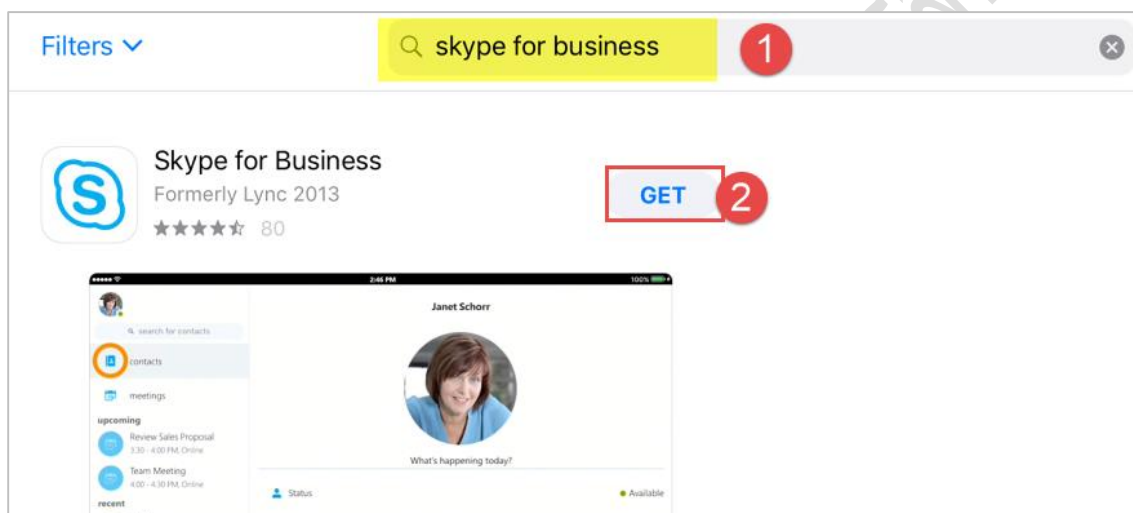 Filters
skype for business
1
Skype for Business
Formerly Lync 2013
80
GET
2
2:46 PM
100%
search for contacts
contacts
meetings
upcoming
Review Sales Proposal
3:30 - 4:00 PM, Online
Team Meeting
4:00 - 4:30 PM, Online
recent
Janet Schorr
What's happening today?
Status
Available